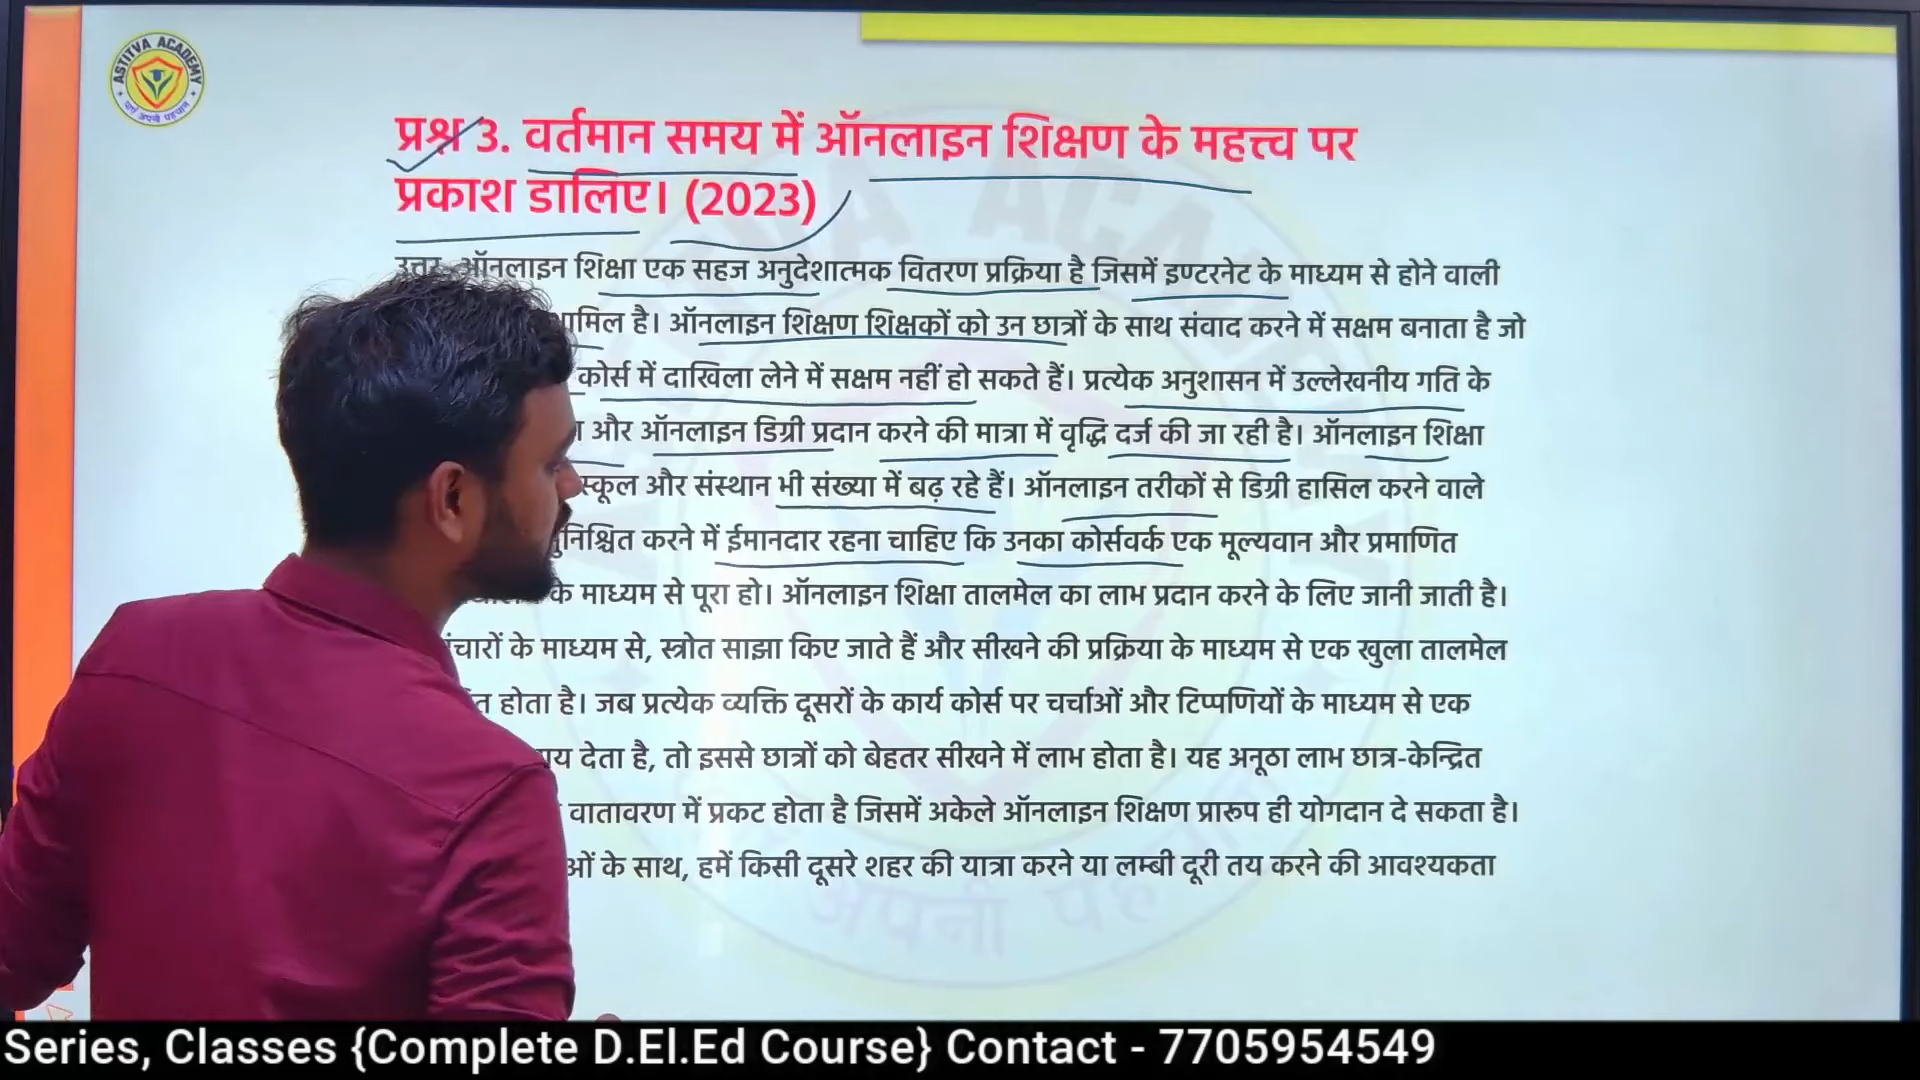 ASTITVA ACADEMY
प्रश्न 3. वर्तमान समय में ऑनलाइन शिक्षण के महत्त्व पर
प्रकाश डालिए। (2023)
उत्तर- ऑनलाइन शिक्षा एक सहज अनुदेशात्मक वितरण प्रक्रिया है जिसमें इण्टरनेट के माध्यम से होने वाली
है। ऑनलाइन शिक्षण शिक्षकों को उन छात्रों के साथ संवाद करने में सक्षम बनाता है जो
कोर्स में दाखिला लेने में सक्षम नहीं हो सकते हैं। प्रत्येक अनुशासन में उल्लेखनीय गति के
और ऑनलाइन डिग्री प्रदान करने की मात्रा में वृद्धि दर्ज की जा रही है। ऑनलाइन शिक्षा
स्कूल और संस्थान भी संख्या में बढ़ रहे हैं। ऑनलाइन तरीकों से डिग्री हासिल करने वाले
करने में ईमानदार रहना चाहिए कि उनका कोर्सवर्क एक मूल्यवान और प्रमाणित
के माध्यम से पूरा हो। ऑनलाइन शिक्षा तालमेल का लाभ प्रदान करने के लिए जानी जाती है।
के माध्यम से, स्त्रोत साझा किए जाते हैं और सीखने की प्रक्रिया के माध्यम से एक खुला तालमेल
होता है। जब प्रत्येक व्यक्ति दूसरों के कार्य कोर्स पर चर्चाओं और टिप्पणियों के माध्यम से एक
देता है, तो इससे छात्रों को बेहतर सीखने में लाभ होता है। यह अनूठा लाभ छात्र-केन्द्रित
वातावरण में प्रकट होता है जिसमें अकेले ऑनलाइन शिक्षण प्रारूप ही योगदान दे सकता है।
के साथ, हमें किसी दूसरे शहर की यात्रा करने या लम्बी दूरी तय करने की आवश्यकता
Series, Classes {Complete D.El.Ed Course} Contact - 7705954549